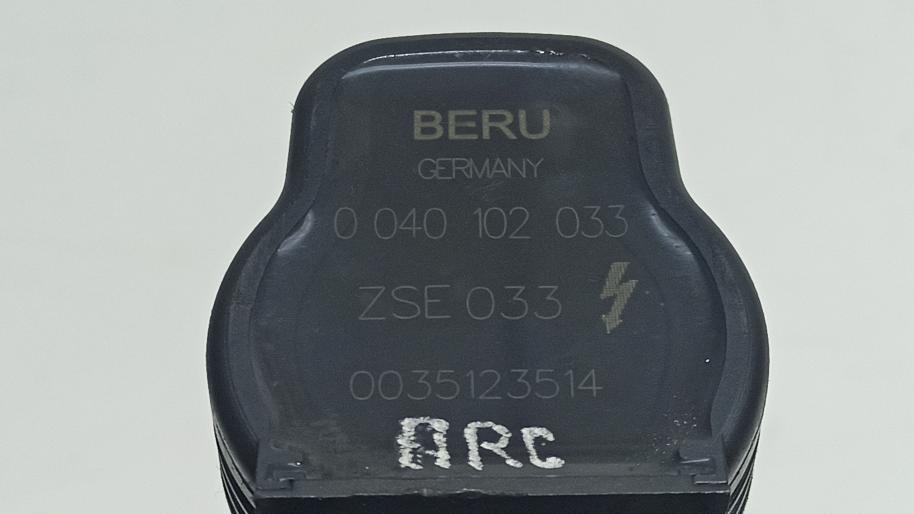 BERU
GERMANY
0 040 102 033
ZSE 033
0035123514
ARC